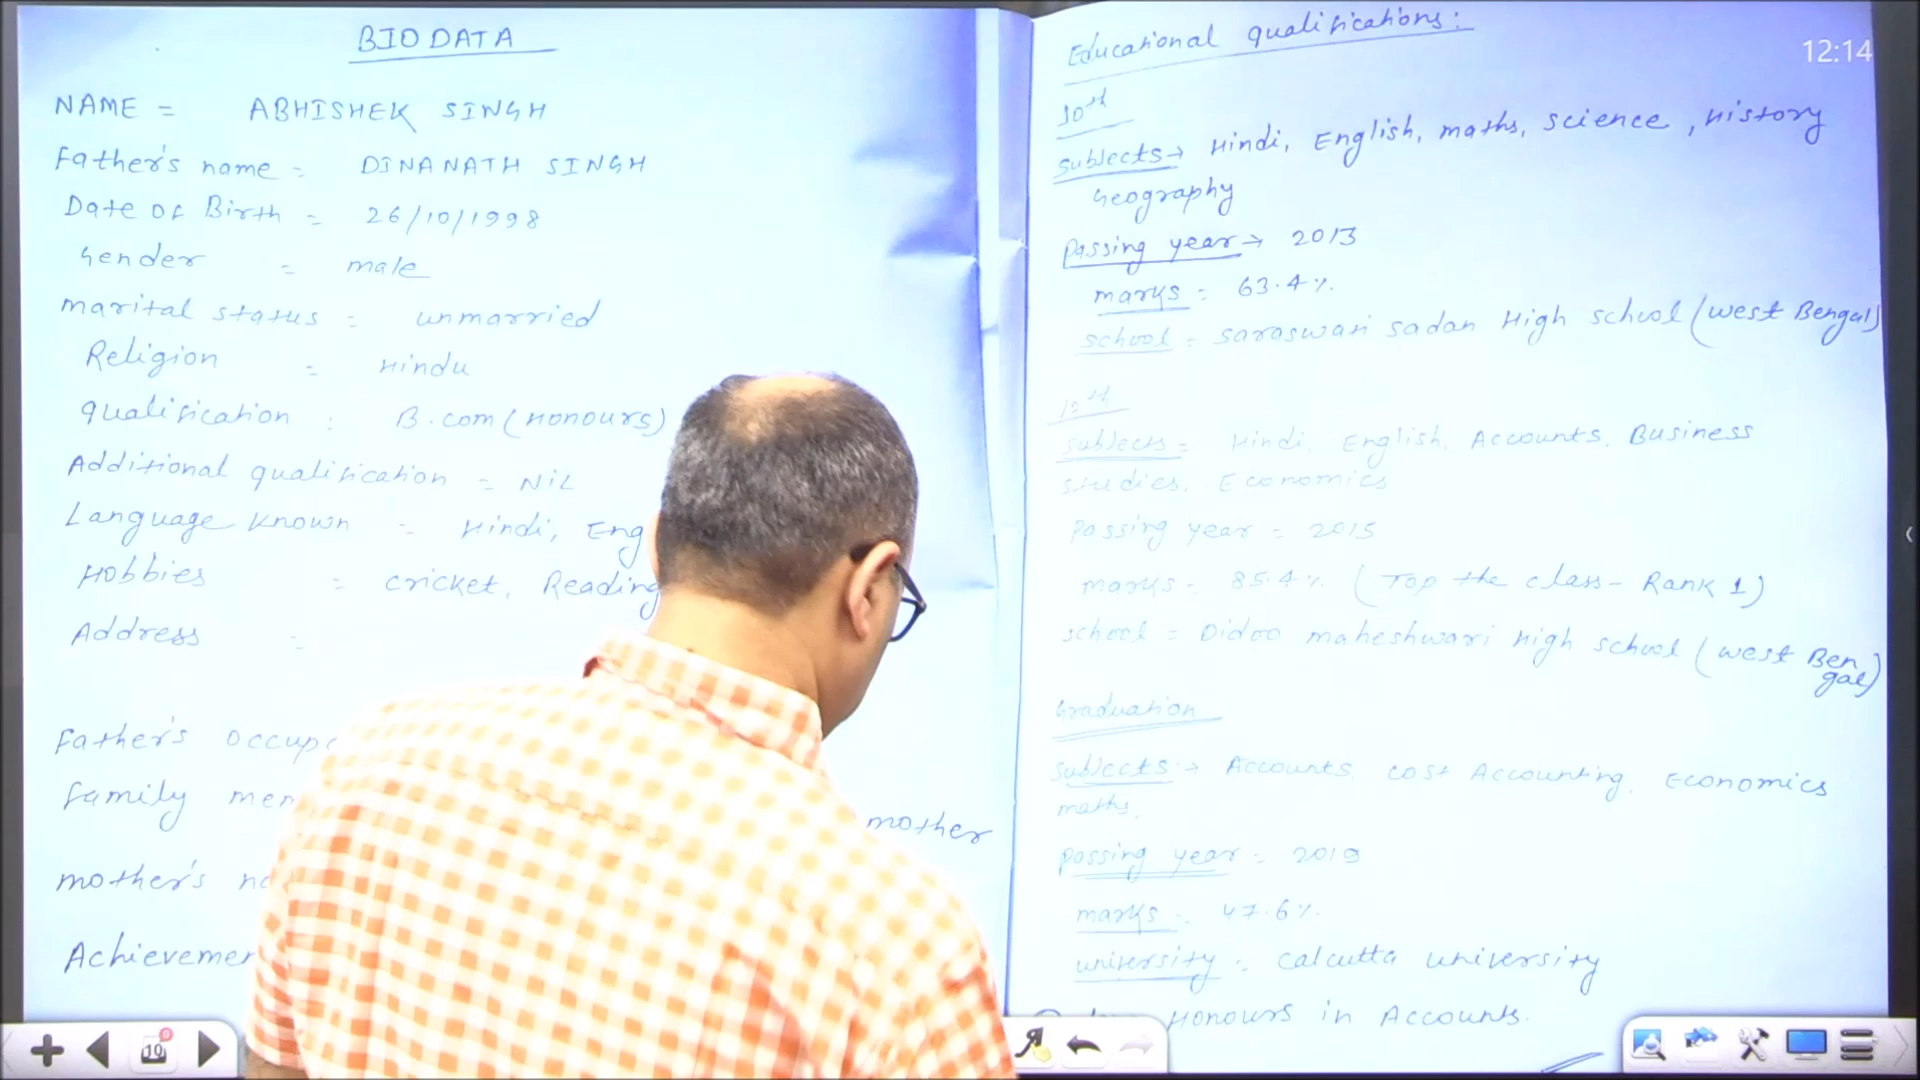 BIODATA
NAME = ABHISHEK SINGH
Father's name = DINANATH SINGH
Date of Birth = 26/10/1998
Gender = male
marital status = unmarried
Religion = Hindu
qualification : B.com (Honours)
Additional qualification = NiL
Language known = Hindi, Eng
Hobbies = cricket, Reading
Address =
Father's occup
family mem
mother
mother's na
Achievemen
Educational qualifications:
12:14
10th
subjects → Hindi, English, maths, science, History
Geography
Passing year → 2013
marks = 63.4%.
school = saraswati sadan High school (west Bengal)
subjects = Hindi, English, Accounts, Business
studies, Economics
Passing year = 2015
marks = 85.4%. (Top the class - Rank 1)
school = Didoo maheshwari High school (west Ben
gal)
Graduation
Subjects → Accounts, cost Accounting, Economics
maths,
passing year = 2019
marks = 47.6%.
university = calcutta university
Honours in Accounts.
10